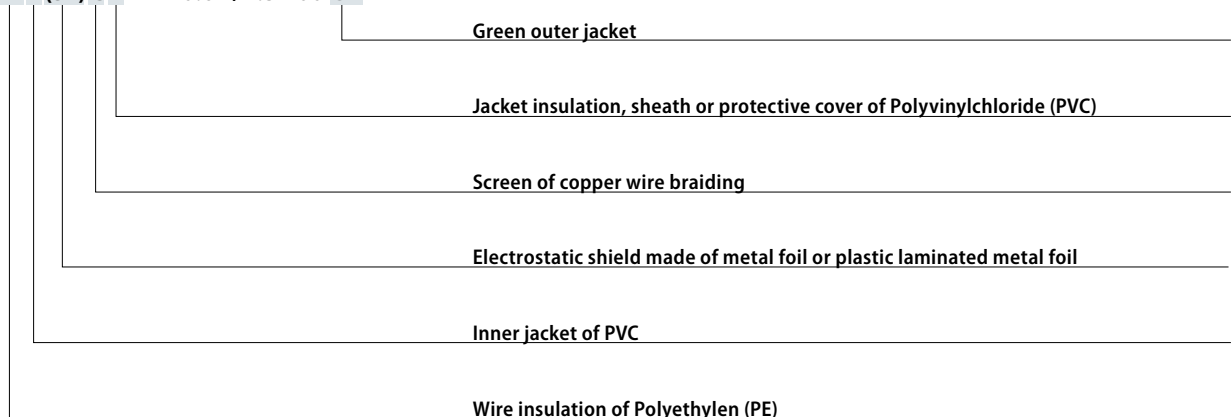 Green outer jacket
Jacket insulation, sheath or protective cover of Polyvinylchloride (PVC)
Screen of copper wire braiding
Electrostatic shield made of metal foil or plastic laminated metal foil
Inner jacket of PVC
Wire insulation of Polyethylen (PE)